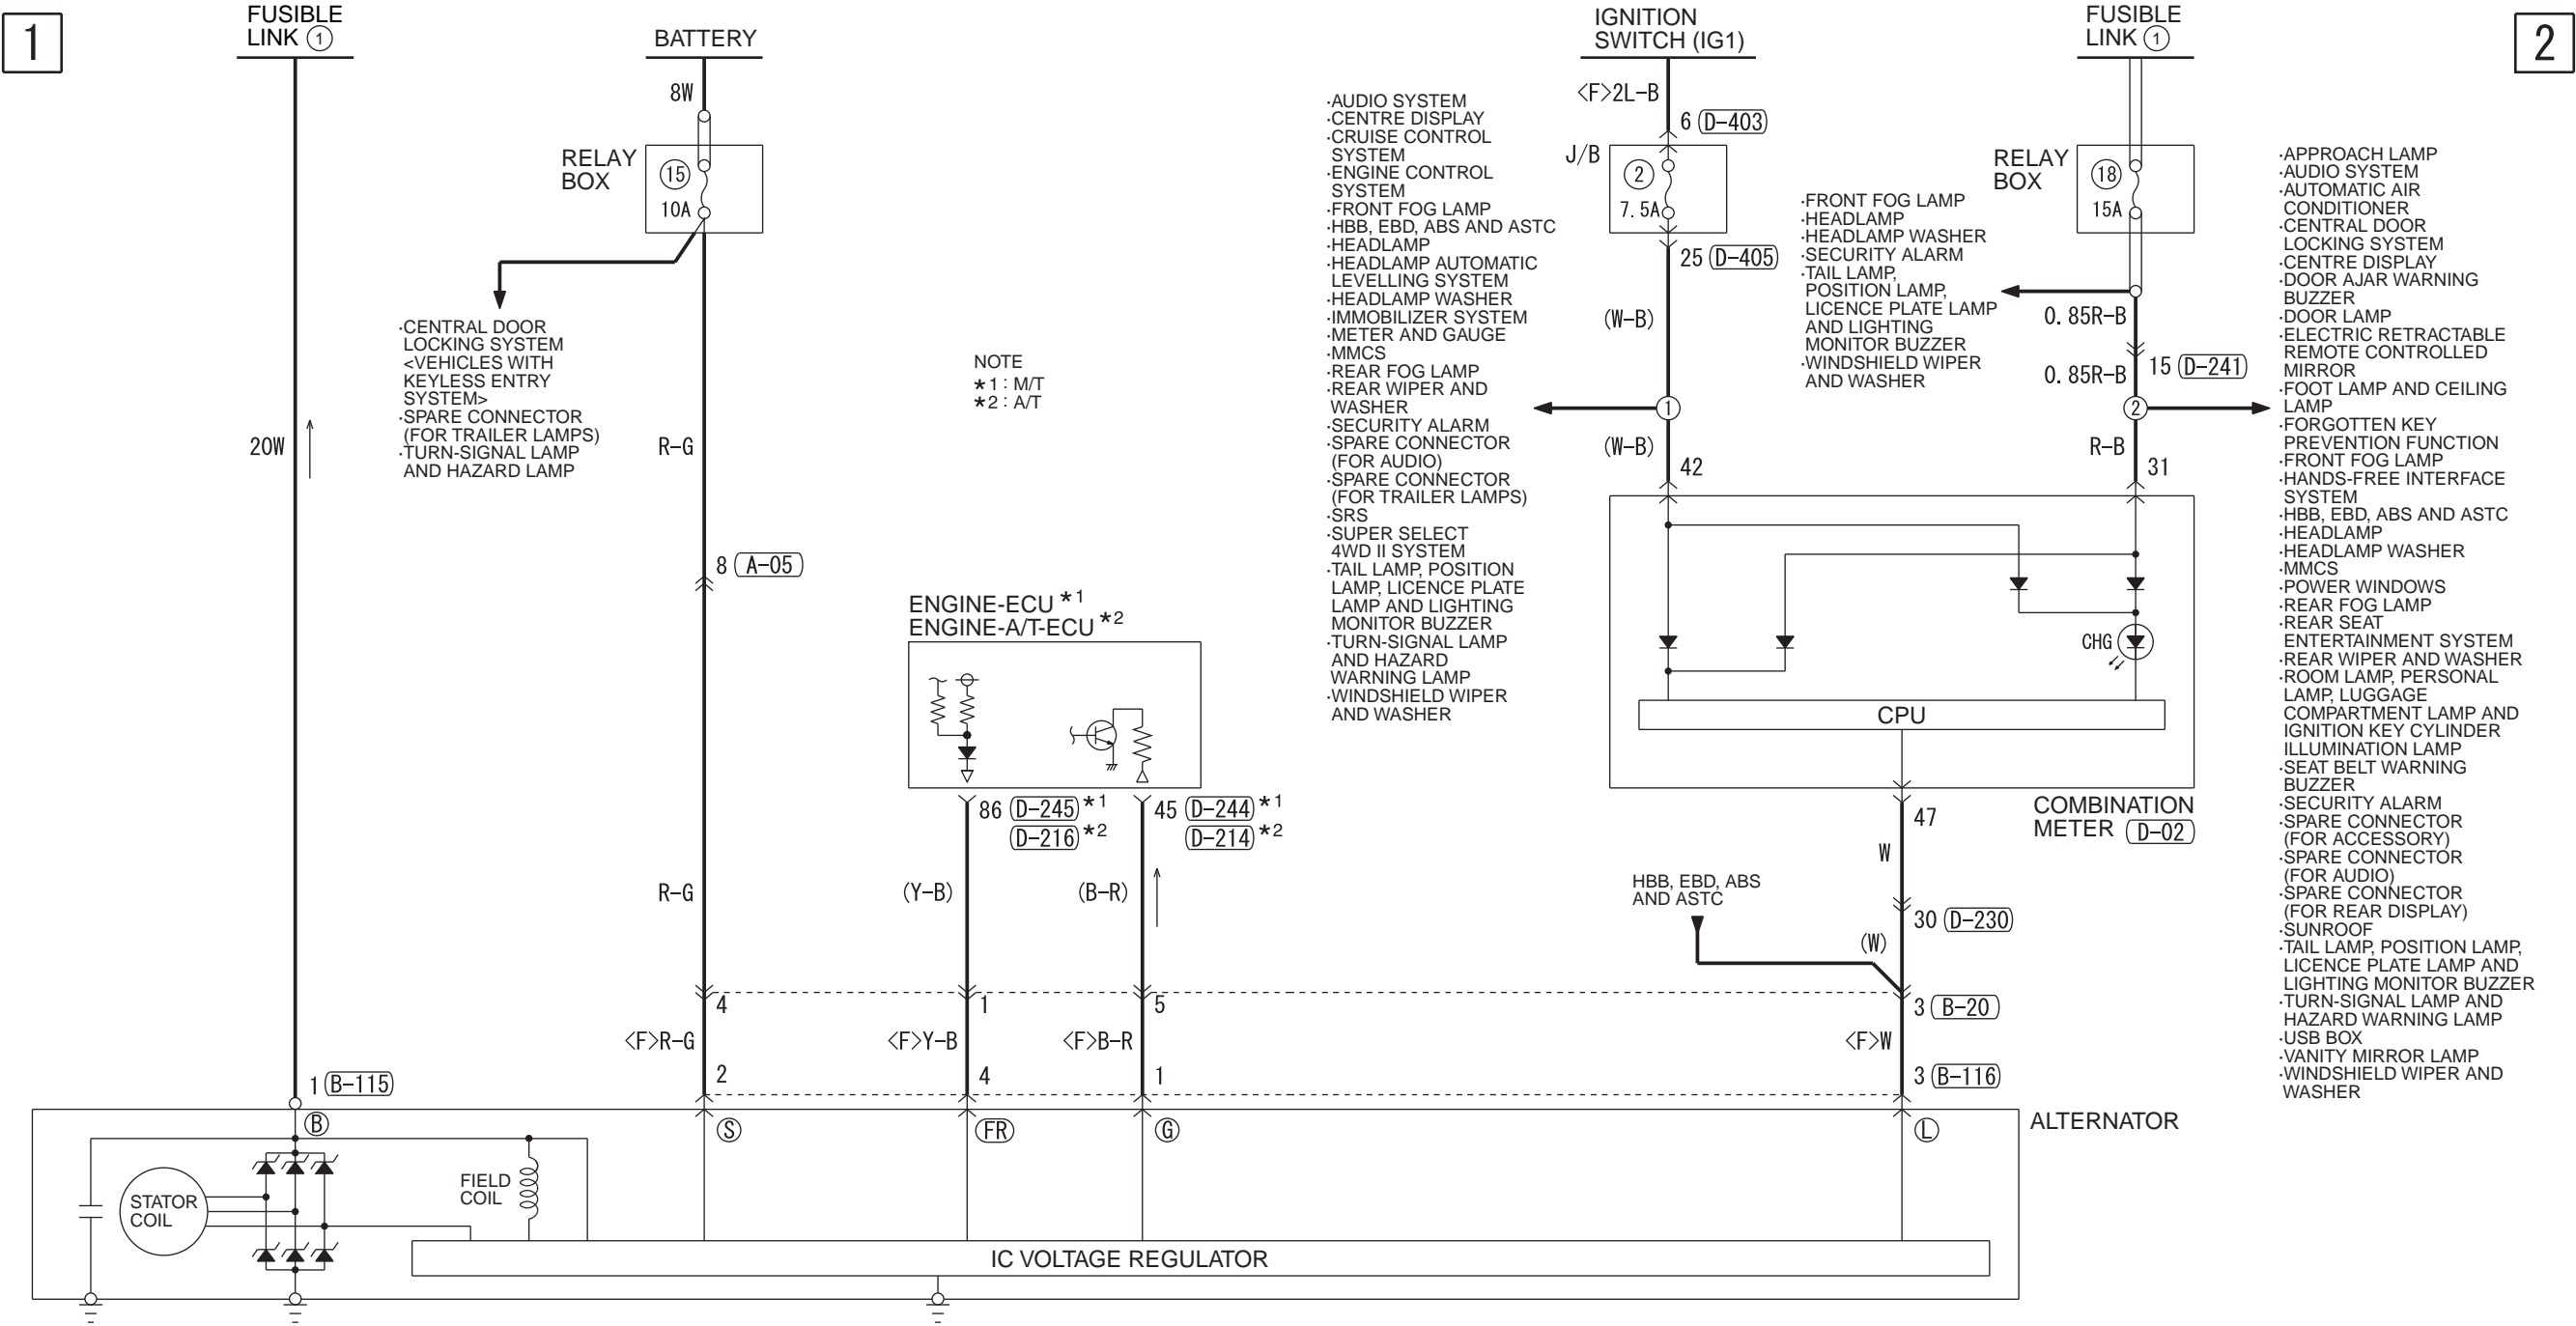 1
FUSIBLE
LINK ①
BATTERY
8W
RELAY
BOX
⑮
10A
·CENTRAL DOOR
LOCKING SYSTEM
<VEHICLES WITH
KEYLESS ENTRY
SYSTEM>
·SPARE CONNECTOR
(FOR TRAILER LAMPS)
·TURN-SIGNAL LAMP
AND HAZARD LAMP
20W
R-G
8 (A-05)
NOTE
*1 : M/T
*2 : A/T
ENGINE-ECU *1
ENGINE-A/T-ECU *2
86 (D-245) *1
(D-216) *2
45 (D-244) *1
(D-214) *2
R-G
(Y-B)
(B-R)
4
1
5
<F>R-G
<F>Y-B
<F>B-R
2
4
1
1 (B-115)
B
S
FR
G
L
STATOR
COIL
FIELD
COIL
IC VOLTAGE REGULATOR
ALTERNATOR
2
IGNITION
SWITCH (IG1)
<F>2L-B
6 (D-403)
J/B
②
7.5A
25 (D-405)
(W-B)
①
(W-B)
42
·AUDIO SYSTEM
·CENTRE DISPLAY
·CRUISE CONTROL
SYSTEM
·ENGINE CONTROL
SYSTEM
·FRONT FOG LAMP
·HBB, EBD, ABS AND ASTC
·HEADLAMP
·HEADLAMP AUTOMATIC
LEVELLING SYSTEM
·HEADLAMP WASHER
·IMMOBILIZER SYSTEM
·METER AND GAUGE
·MMCS
·REAR FOG LAMP
·REAR WIPER AND
WASHER
·SECURITY ALARM
·SPARE CONNECTOR
(FOR AUDIO)
·SPARE CONNECTOR
(FOR TRAILER LAMPS)
·SRS
·SUPER SELECT
4WD II SYSTEM
·TAIL LAMP, POSITION
LAMP, LICENCE PLATE
LAMP AND LIGHTING
MONITOR BUZZER
·TURN-SIGNAL LAMP
AND HAZARD
WARNING LAMP
·WINDSHIELD WIPER
AND WASHER
FUSIBLE
LINK ①
RELAY
BOX
⑱
15A
·FRONT FOG LAMP
·HEADLAMP
·HEADLAMP WASHER
·SECURITY ALARM
·TAIL LAMP,
POSITION LAMP,
LICENCE PLATE LAMP
AND LIGHTING
MONITOR BUZZER
·WINDSHIELD WIPER
AND WASHER
0.85R-B
15 (D-241)
0.85R-B
②
R-B
31
CHG
CPU
COMBINATION
METER (D-02)
47
W
HBB, EBD, ABS
AND ASTC
30 (D-230)
(W)
3 (B-20)
<F>W
3 (B-116)
·APPROACH LAMP
·AUDIO SYSTEM
·AUTOMATIC AIR
CONDITIONER
·CENTRAL DOOR
LOCKING SYSTEM
·CENTRE DISPLAY
·DOOR AJAR WARNING
BUZZER
·DOOR LAMP
·ELECTRIC RETRACTABLE
REMOTE CONTROLLED
MIRROR
·FOOT LAMP AND CEILING
LAMP
·FORGOTTEN KEY
PREVENTION FUNCTION
·FRONT FOG LAMP
·HANDS-FREE INTERFACE
SYSTEM
·HBB, EBD, ABS AND ASTC
·HEADLAMP
·HEADLAMP WASHER
·MMCS
·POWER WINDOWS
·REAR FOG LAMP
·REAR SEAT
ENTERTAINMENT SYSTEM
·REAR WIPER AND WASHER
·ROOM LAMP, PERSONAL
LAMP, LUGGAGE
COMPARTMENT LAMP AND
IGNITION KEY CYLINDER
ILLUMINATION LAMP
·SEAT BELT WARNING
BUZZER
·SECURITY ALARM
·SPARE CONNECTOR
(FOR ACCESSORY)
·SPARE CONNECTOR
(FOR AUDIO)
·SPARE CONNECTOR
(FOR REAR DISPLAY)
·SUNROOF
·TAIL LAMP, POSITION LAMP,
LICENCE PLATE LAMP AND
LIGHTING MONITOR BUZZER
·TURN-SIGNAL LAMP AND
HAZARD WARNING LAMP
·USB BOX
·VANITY MIRROR LAMP
·WINDSHIELD WIPER AND
WASHER